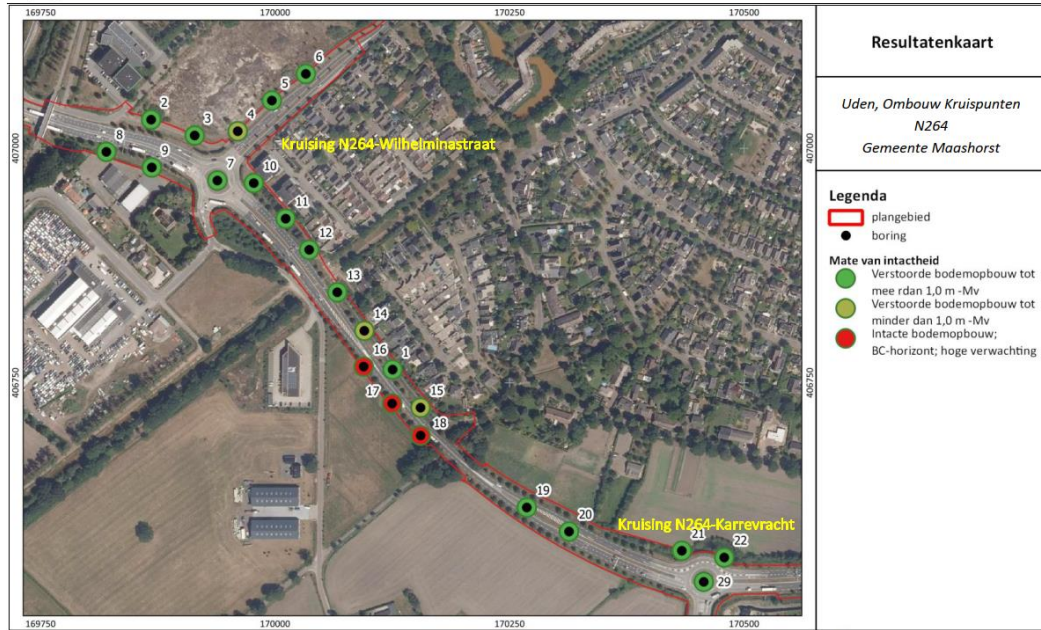 169750
170000
170250
170500
407000
407000
406750
406750
6
5
2
3
4
Kruising N264-Wilhelminastraat
8
9
7
10
11
12
13
14
16
1
17
15
18
19
20
Kruising N264-Karrevracht
21
22
29
169750
170000
170250
170500
Resultatenkaart
Uden, Ombouw Kruispunten
N264
Gemeente Maashorst
Legenda
plangebied
boring
Mate van intactheid
Verstoorde bodemopbouw tot
mee rdan 1,0 m -Mv
Verstoorde bodemopbouw tot
minder dan 1,0 m -Mv
Intacte bodemopbouw;
BC-horizont; hoge verwachting